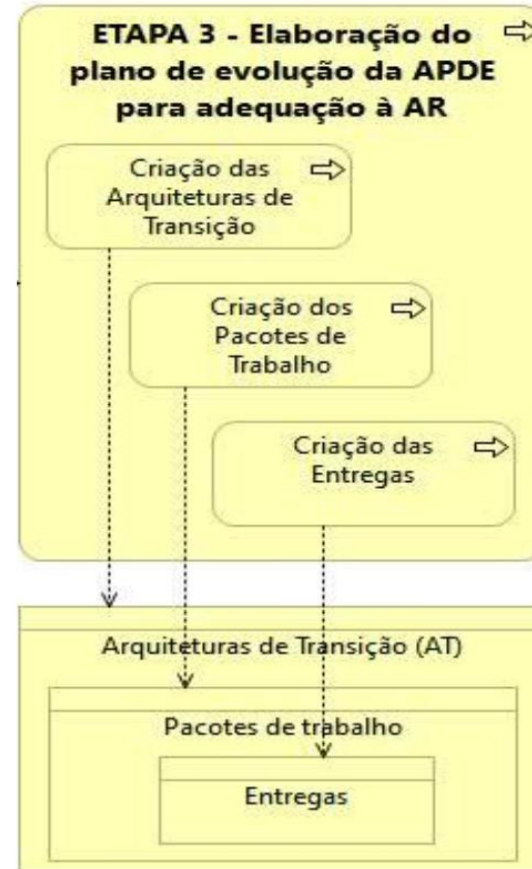 ETAPA 3 - Elaboração do
plano de evolução da APDE
para adequação à AR
Criação das
Arquiteturas de
Transição
Criação dos
Pacotes de
Trabalho
Criação das
Entregas
Arquiteturas de Transição (AT)
Pacotes de trabalho
Entregas